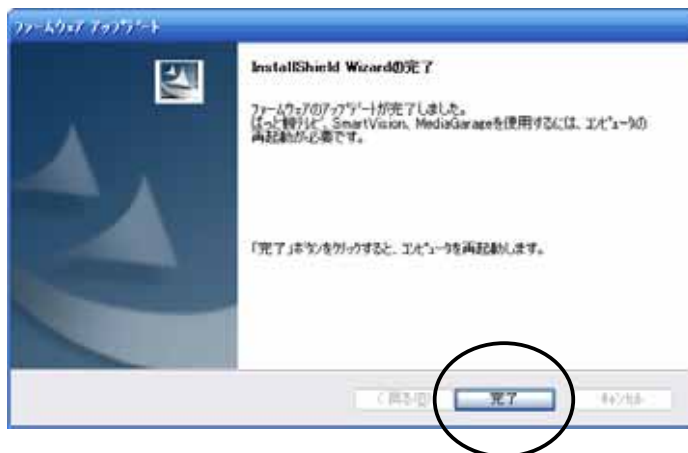 ファームウェア アップデート
InstallShield Wizardの完了
ファームウェアのアップデートが完了しました。
ぱっと観テレビ、SmartVision、MediaGarageを使用するには、コンピュータの
再起動が必要です。
「完了」ボタンをクリックすると、コンピュータを再起動します。
< 戻る(B)
完了
キャンセル